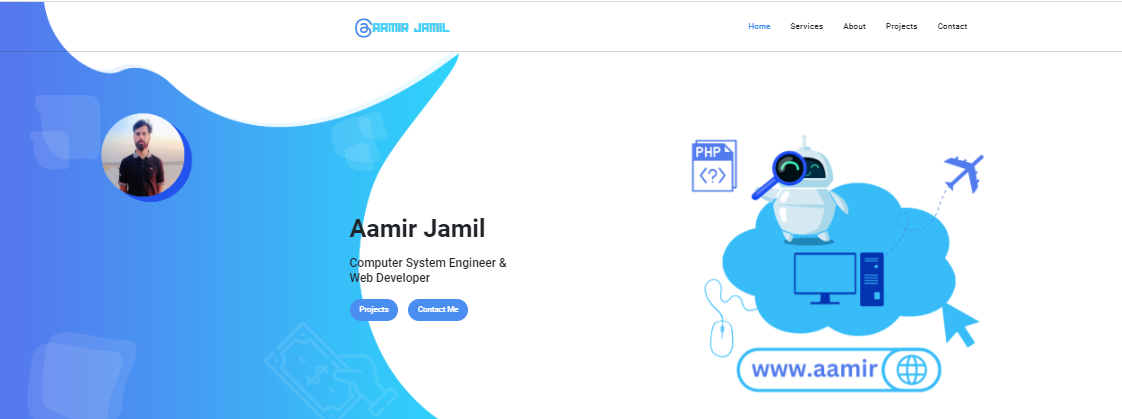 @AAMIR JAMIL
Home Services About Projects Contact
PHP
<?>
Aamir Jamil
Computer System Engineer &
Web Developer
Projects Contact Me
$
www.aamir